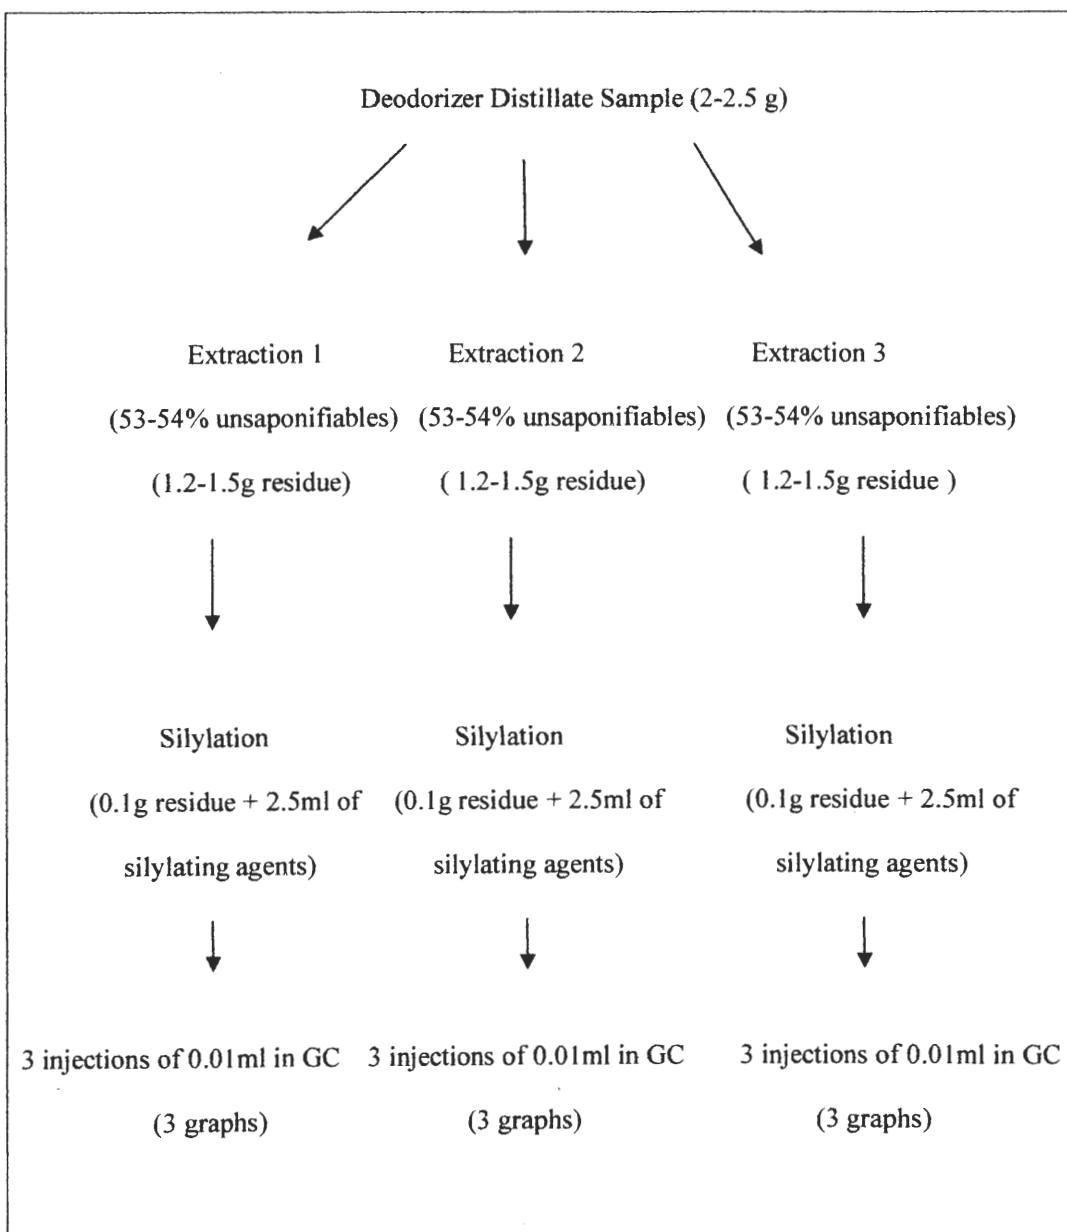 Deodorizer Distillate Sample (2-2.5 g)
Extraction 1 Extraction 2 Extraction 3
(53-54% unsaponifiables) (53-54% unsaponifiables) (53-54% unsaponifiables)
(1.2-1.5g residue) ( 1.2-1.5g residue) ( 1.2-1.5g residue )
Silylation Silylation Silylation
(0.1g residue + 2.5ml of (0.1g residue + 2.5ml of (0.1g residue + 2.5ml of
silylating agents) silylating agents) silylating agents)
3 injections of 0.01ml in GC 3 injections of 0.01ml in GC 3 injections of 0.01ml in GC
(3 graphs) (3 graphs) (3 graphs)